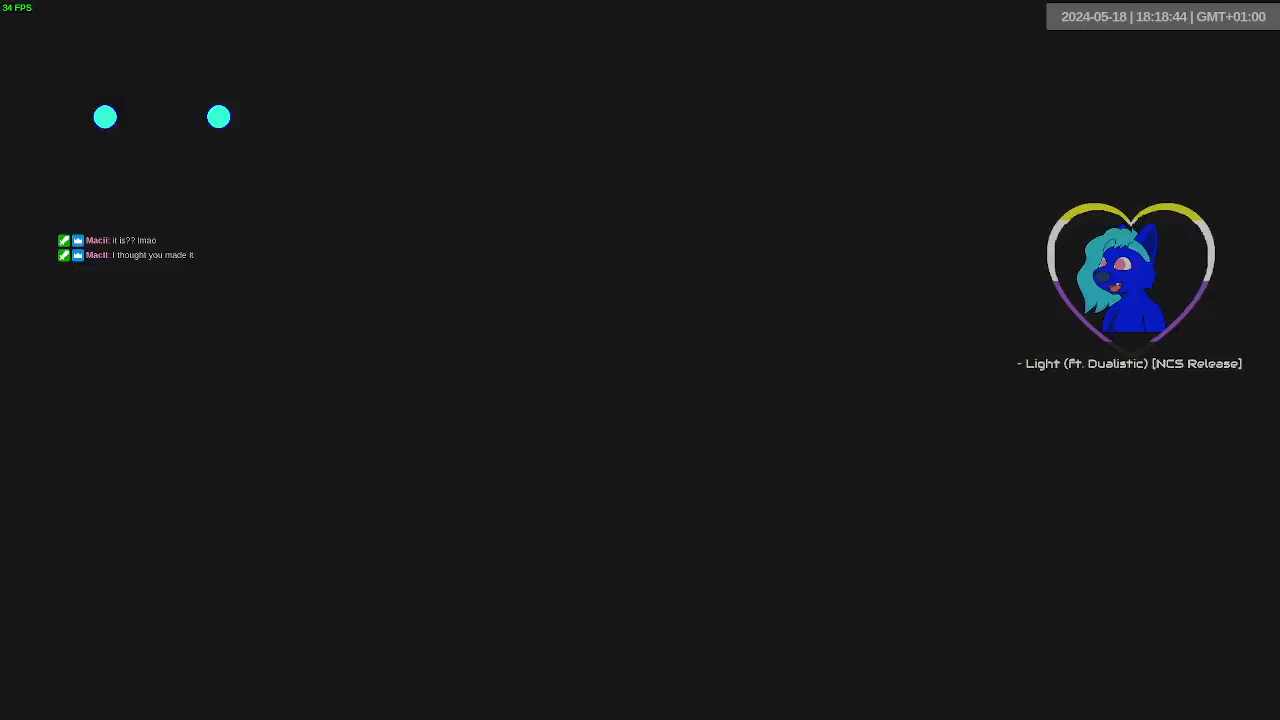 34 FPS
2024-05-18 | 18:18:44 | GMT+01:00
Macii: it is?? lmao
Macii: I thought you made it
- Light (ft. Dualistic) [NCS Release]